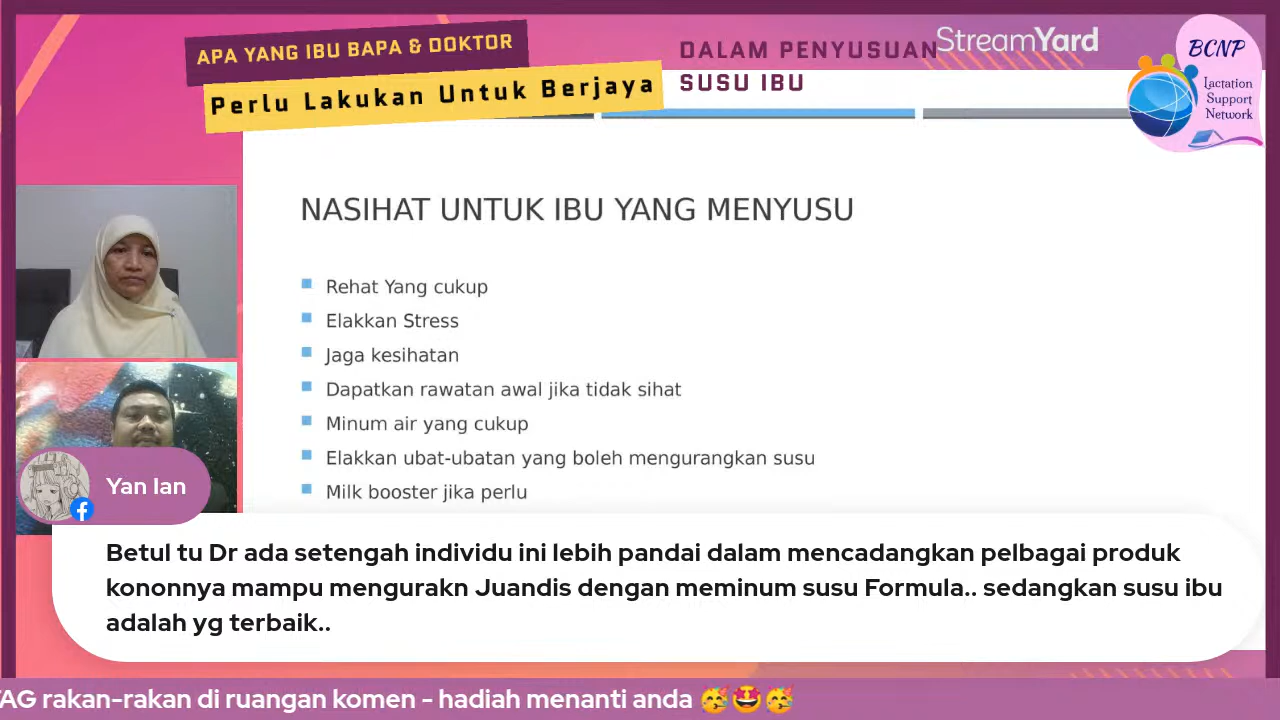 APA YANG IBU BAPA & DOKTOR
Perlu Lakukan Untuk Berjaya
DALAM PENYUSUAN
SUSU IBU
StreamYard
BCNP
Lactation
Support
Network
NASIHAT UNTUK IBU YANG MENYUSU
Rehat Yang cukup
Elakkan Stress
Jaga kesihatan
Dapatkan rawatan awal jika tidak sihat
Minum air yang cukup
Elakkan ubat-ubatan yang boleh mengurangkan susu
Milk booster jika perlu
Yan Ian
Betul tu Dr ada setengah individu ini lebih pandai dalam mencadangkan pelbagai produk
kononnya mampu mengurakn Juandis dengan meminum susu Formula.. sedangkan susu ibu
adalah yg terbaik..
TAG rakan-rakan di ruangan komen - hadiah menanti anda 🥳🤩🥳